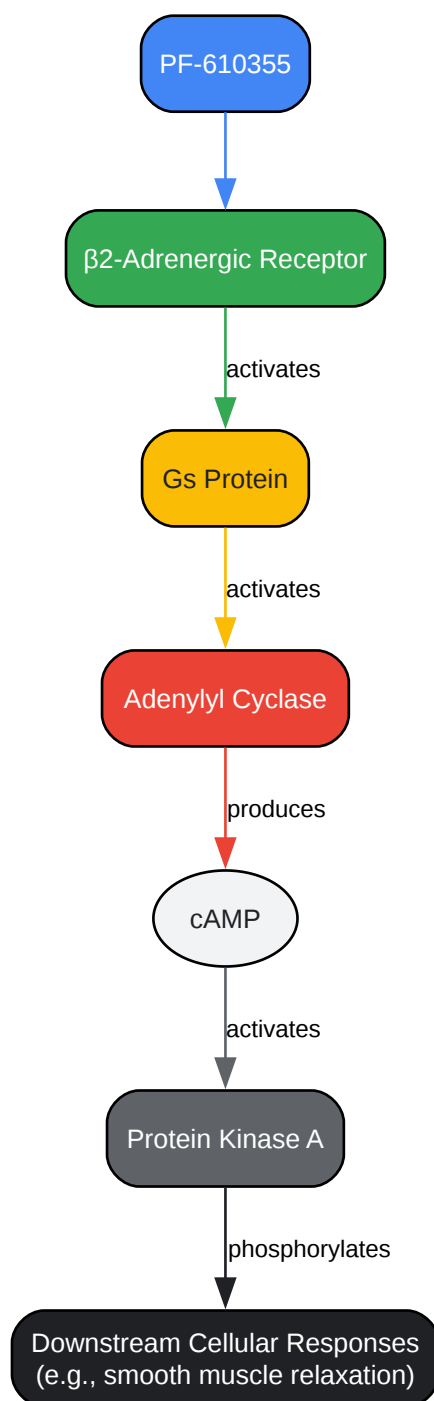 PF-610355
β2-Adrenergic Receptor
activates
Gs Protein
activates
Adenylyl Cyclase
produces
cAMP
activates
Protein Kinase A
phosphorylates
Downstream Cellular Responses
(e.g., smooth muscle relaxation)